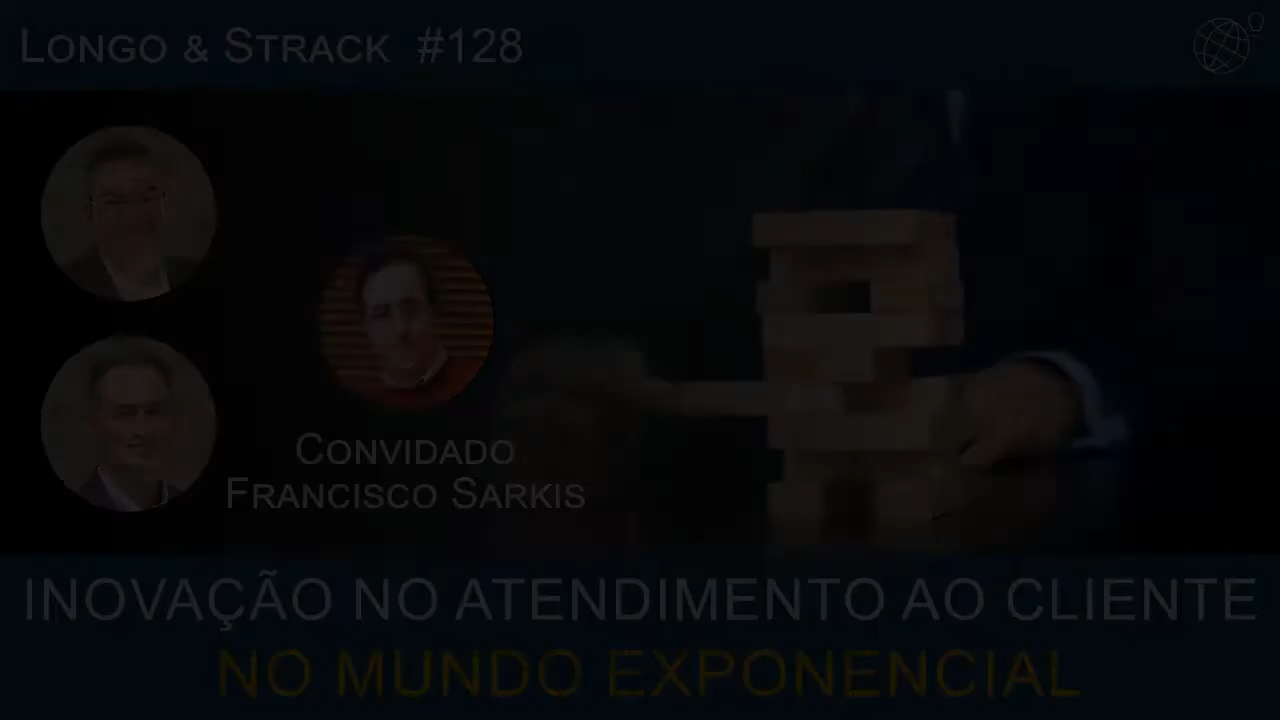 LONGO & STRACK #128
CONVIDADO
FRANCISCO SARKIS
INOVAÇÃO NO ATENDIMENTO AO CLIENTE
NO MUNDO EXPONENCIAL